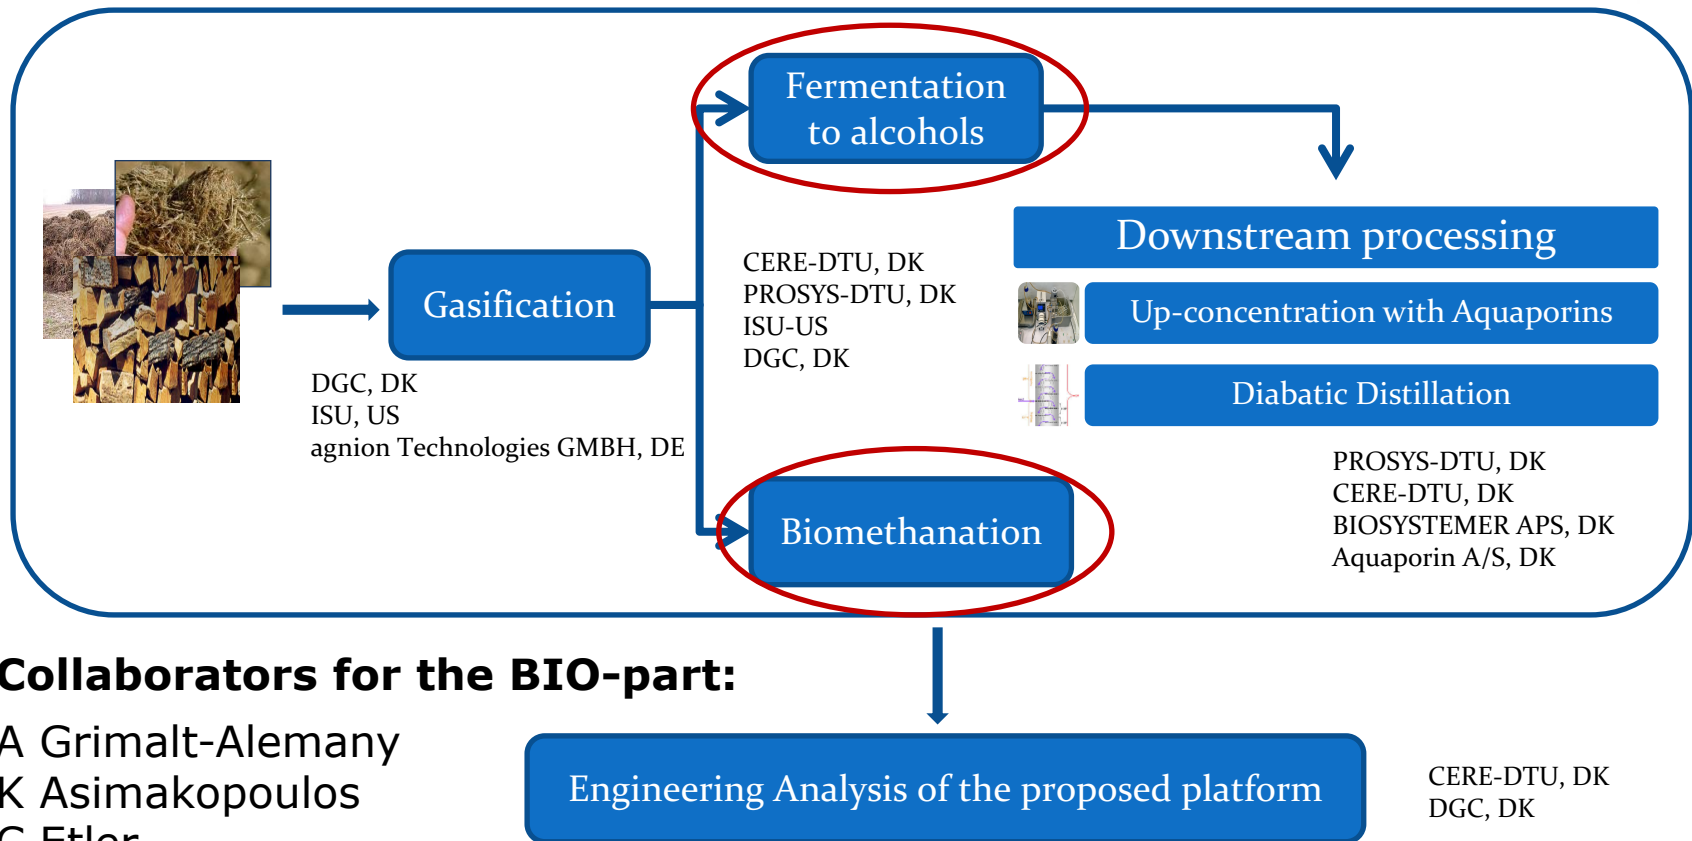 Fermentation
to alcohols
Downstream processing
CERE-DTU, DK
PROSYS-DTU, DK
ISU-US
DGC, DK
Gasification
Up-concentration with Aquaporins
DGC, DK
ISU, US
agnion Technologies GMBH, DE
Diabatic Distillation
PROSYS-DTU, DK
CERE-DTU, DK
BIOSYSTEMER APS, DK
Aquaporin A/S, DK
Biomethanation
Collaborators for the BIO-part:
A Grimalt-Alemany
K Asimakopoulos
Engineering Analysis of the proposed platform
CERE-DTU, DK
DGC, DK